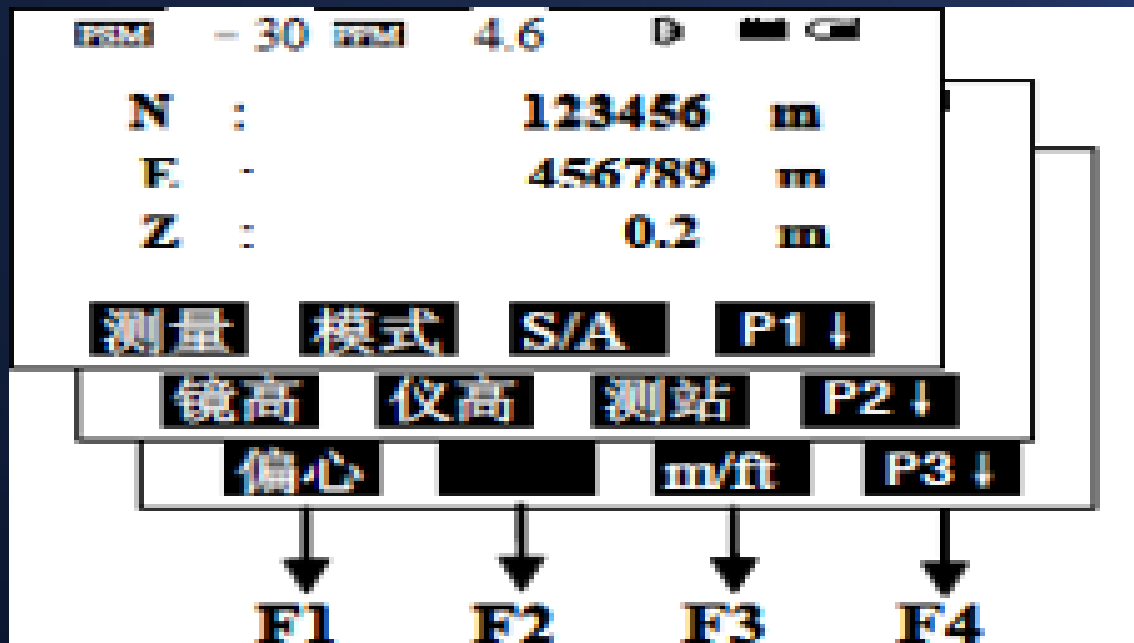 PSM －30 PPM 4.6
N : 123456 m
E : 456789 m
Z : 0.2 m
测量 模式 S/A P1 ↓
镜高 仪高 测站 P2 ↓
偏心 m/ft P3 ↓
F1 F2 F3 F4